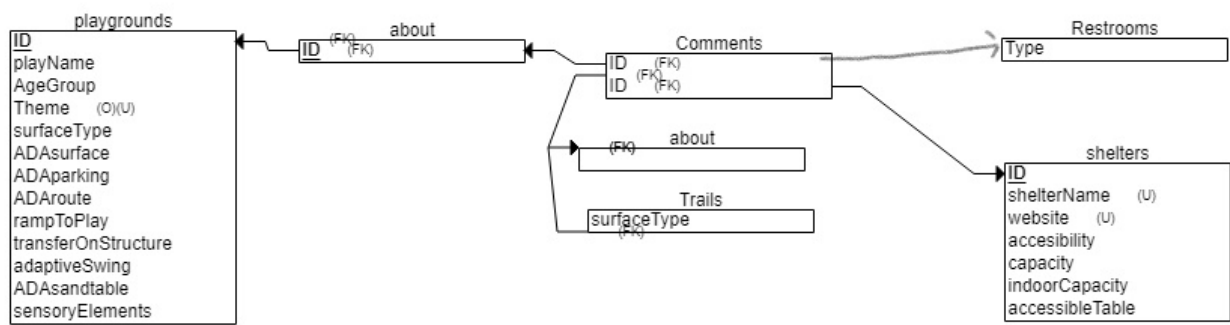 playgrounds
ID
playName
AgeGroup
Theme (O)(U)
surfaceType
ADAsurface
ADAparking
ADAroute
rampToPlay
transferOnStructure
adaptiveSwing
ADAsandtable
sensoryElements
about
(FK)
ID (FK)
Comments
ID (FK)
(FK)
ID (FK)
about
(FK)
Trails
surfaceType
(FK)
Restrooms
Type
shelters
ID
shelterName (U)
website (U)
accesibility
capacity
indoorCapacity
accessibleTable